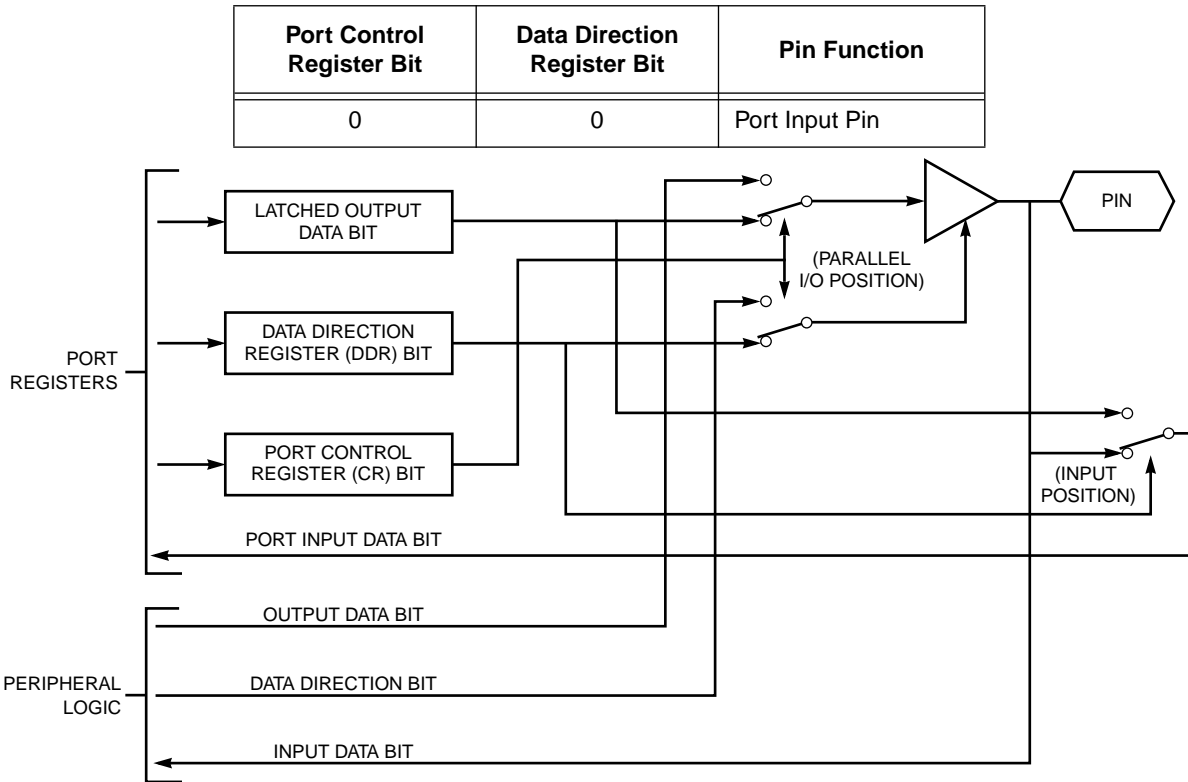 Port Control
Register Bit
Data Direction
Register Bit
Pin Function
0
0
Port Input Pin
LATCHED OUTPUT
DATA BIT
PIN
(PARALLEL
I/O POSITION)
DATA DIRECTION
REGISTER (DDR) BIT
PORT
REGISTERS
PORT CONTROL
REGISTER (CR) BIT
(INPUT
POSITION)
PORT INPUT DATA BIT
OUTPUT DATA BIT
PERIPHERAL
LOGIC
DATA DIRECTION BIT
INPUT DATA BIT